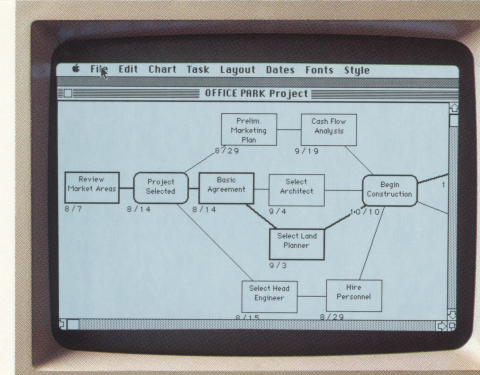 File Edit Chart Task Layout Dates Fonts Style
OFFICE PARK Project
Prelim.
Marketing
Plan
8/29
Cash Flow
Analysis
9/19
Review
Market Areas
8/7
Project
Selected
8/14
Basic
Agreement
8/14
Select
Architect
9/4
Begin
Construction
10/10
1
Select Land
Planner
9/3
Select Head
Engineer
8/15
Hire
Personnel
8/29